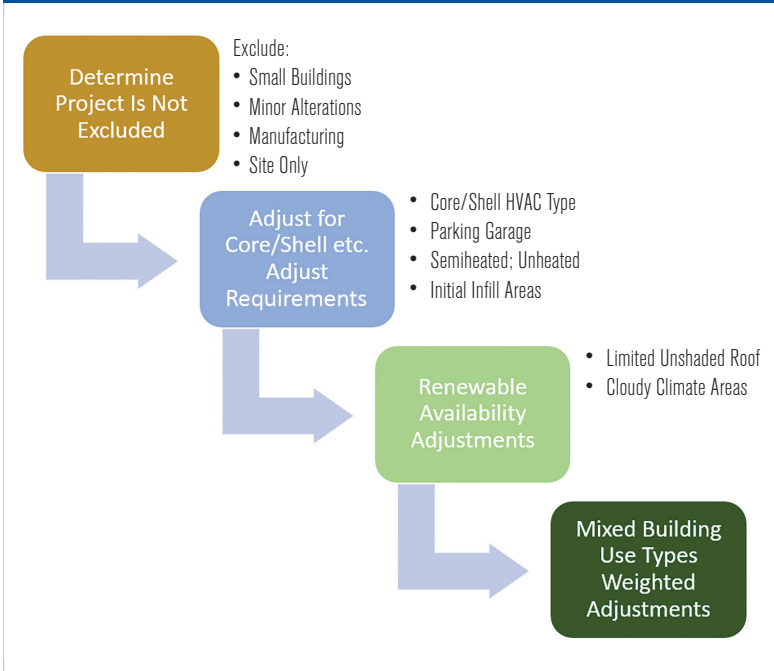 Determine
Project Is Not
Excluded
Exclude:
• Small Buildings
• Minor Alterations
• Manufacturing
• Site Only
Adjust for
Core/Shell etc.
Adjust
Requirements
• Core/Shell HVAC Type
• Parking Garage
• Semiheated; Unheated
• Initial Infill Areas
Renewable
Availability
Adjustments
• Limited Unshaded Roof
• Cloudy Climate Areas
Mixed Building
Use Types
Weighted
Adjustments